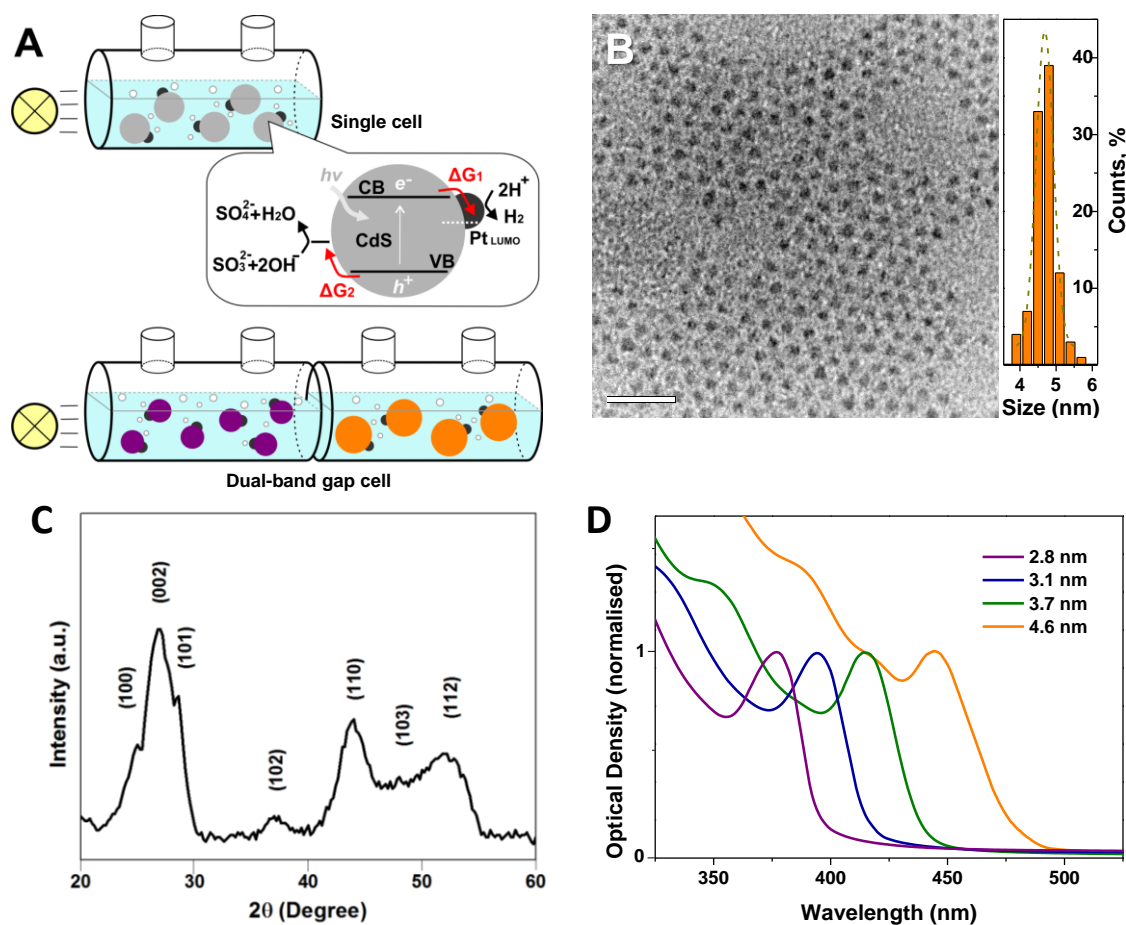 A
Single cell
hv
CB
e⁻
ΔG₁
2H⁺
H₂
Pt LUMO
SO₄²⁻+H₂O
SO₃²⁻+2OH⁻
CdS
VB
ΔG₂
h⁺
Dual-band gap cell
B
40
30
20
10
Counts, %
4 5 6
Size (nm)
C
Intensity (a.u.)
(100)
(002)
(101)
(102)
(110)
(103)
(112)
20 30 40 50 60
2θ (Degree)
D
Optical Density (normalised)
1
0
2.8 nm
3.1 nm
3.7 nm
4.6 nm
350 400 450 500
Wavelength (nm)